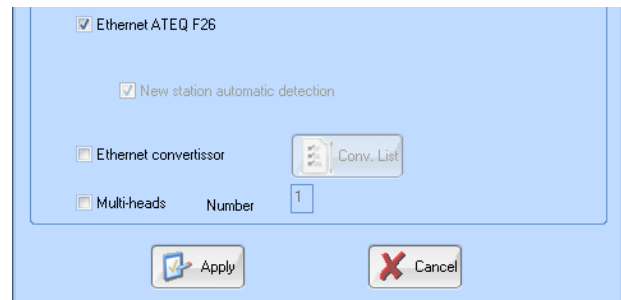 Ethernet ATEQ F26
New station automatic detection
Ethernet convertissor Conv. List
Multi-heads Number 1
Apply Cancel